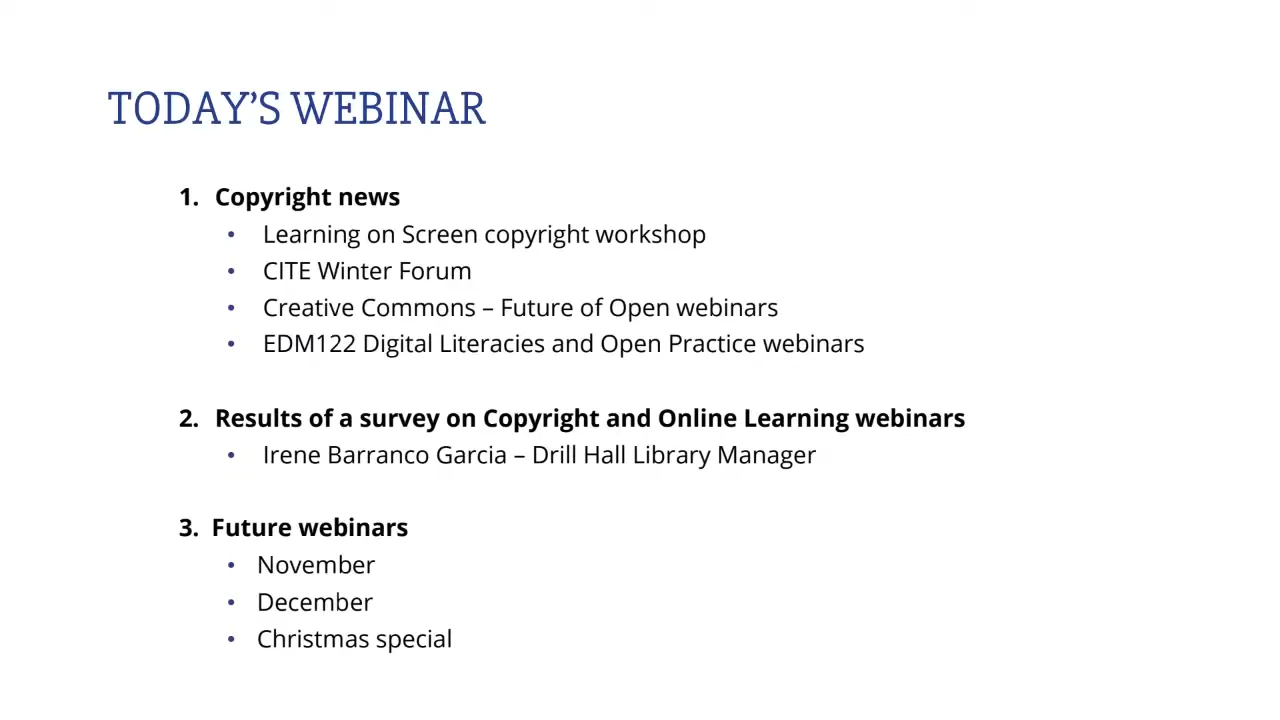 TODAY’S WEBINAR
1. Copyright news
• Learning on Screen copyright workshop
• CITE Winter Forum
• Creative Commons – Future of Open webinars
• EDM122 Digital Literacies and Open Practice webinars
2. Results of a survey on Copyright and Online Learning webinars
• Irene Barranco Garcia – Drill Hall Library Manager
3. Future webinars
• November
• December
• Christmas special